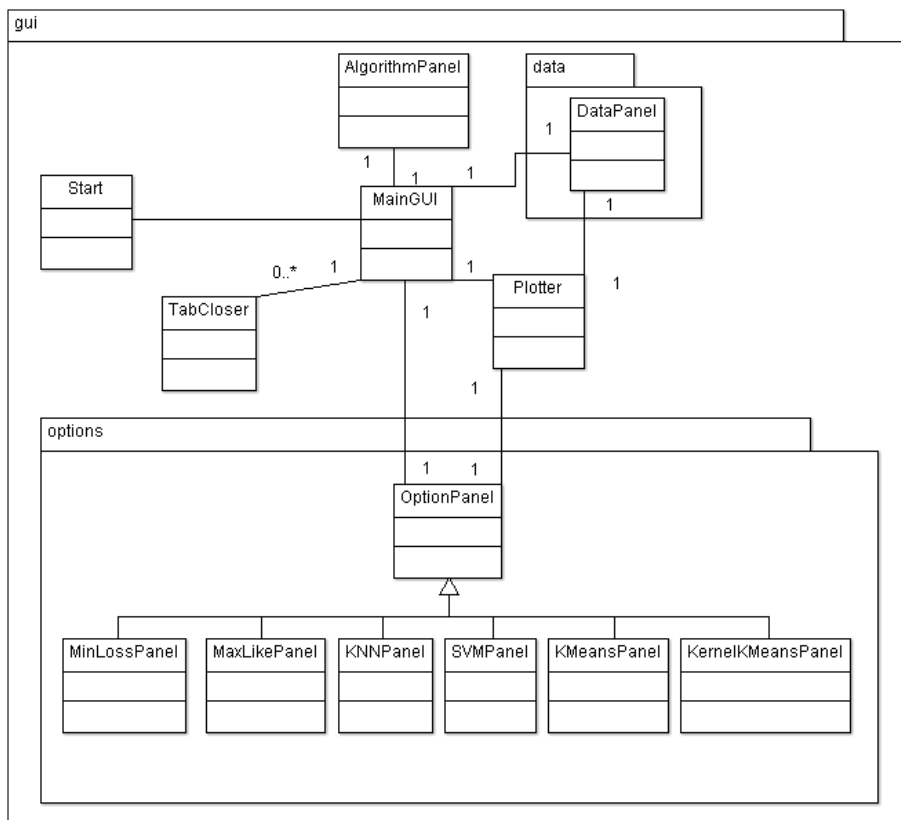 gui
AlgorithmPanel
data
DataPanel
1
1
1
1
Start
MainGUI
1
0..*
1
1
1
Plotter
1
TabCloser
1
options
1
1
OptionPanel
MinLossPanel
MaxLikePanel
KNNPanel
SVMPanel
KMeansPanel
KernelKMeansPanel